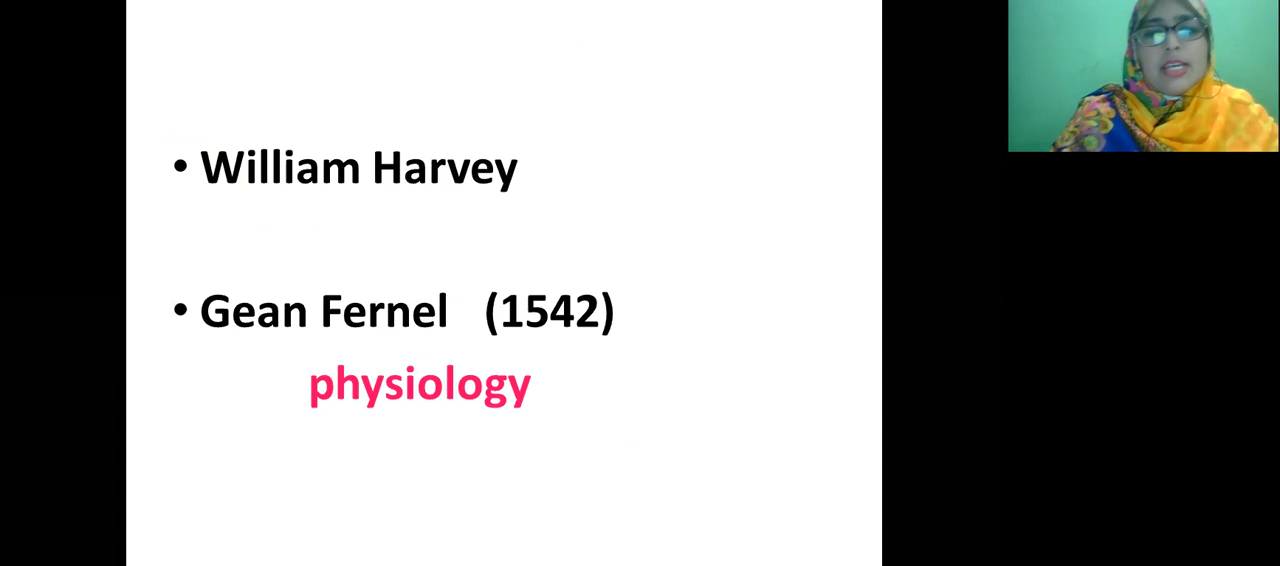 • William Harvey
• Gean Fernel (1542)
physiology